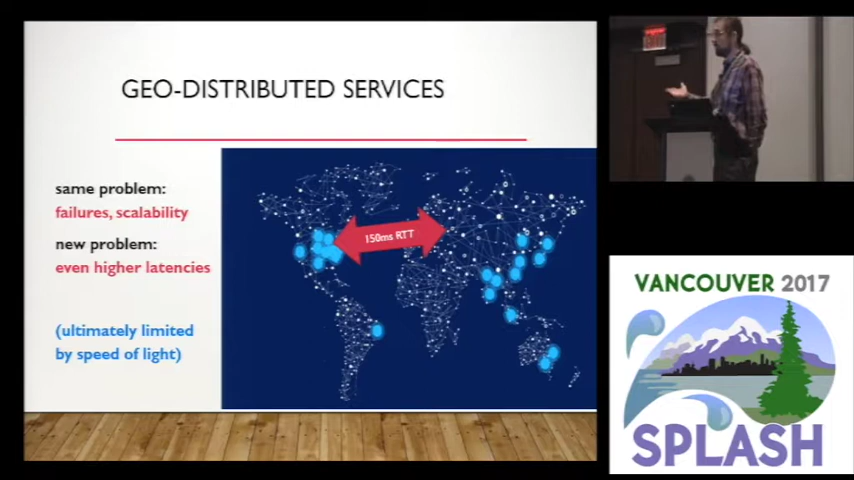 GEO-DISTRIBUTED SERVICES
same problem:
failures, scalability
new problem:
even higher latencies
(ultimately limited
by speed of light)
150ms RTT
VANCOUVER 2017
SPLASH